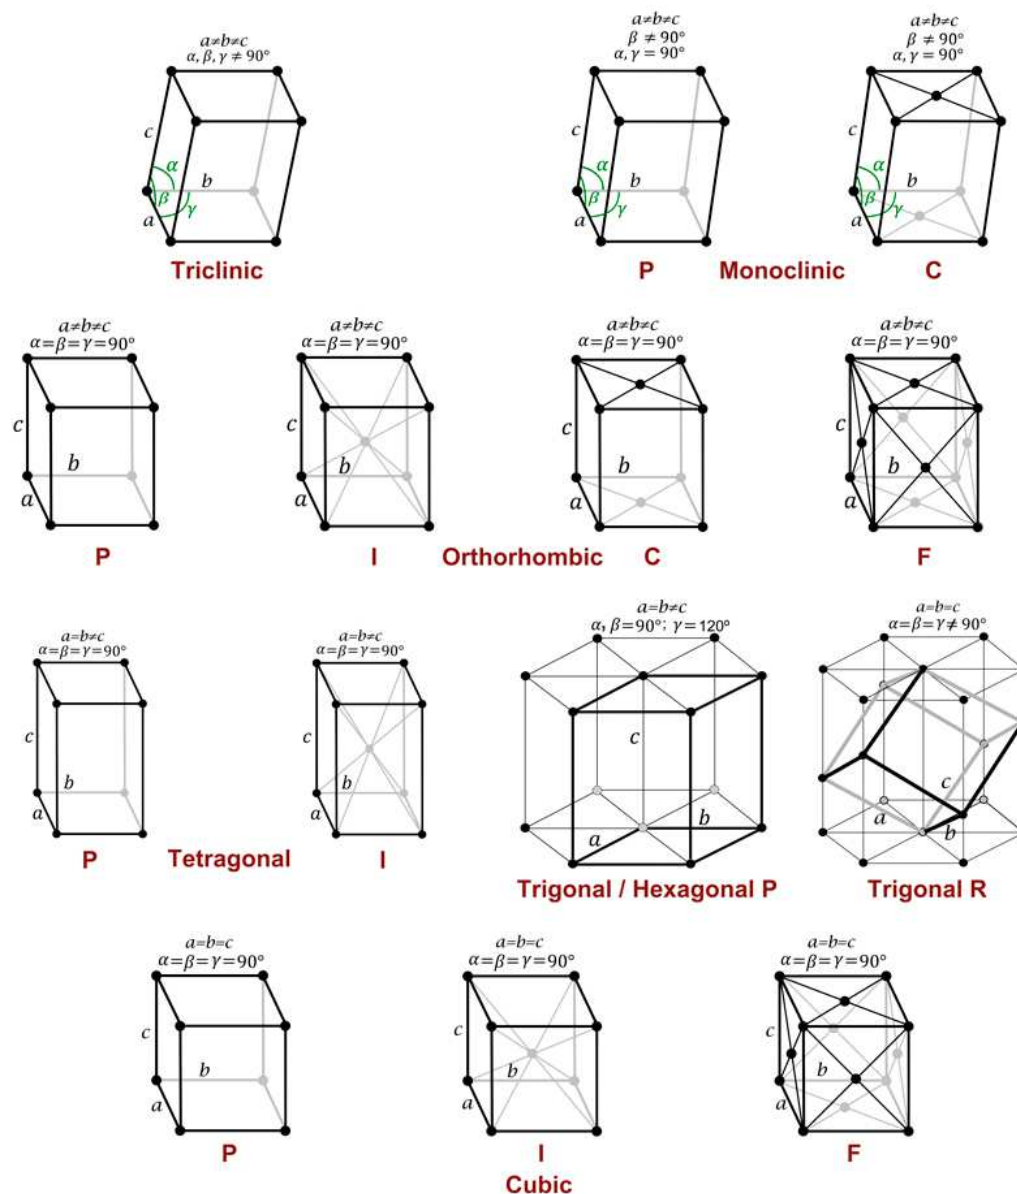 a≠b≠c
α, β, γ ≠ 90°
c
α
b
β
γ
a
Triclinic
a≠b≠c
β ≠ 90°
α, γ = 90°
c
α
b
β
γ
a
P
Monoclinic
a≠b≠c
β ≠ 90°
α, γ = 90°
c
α
b
β
γ
a
C
a≠b≠c
α=β=γ=90°
c
b
a
P
a≠b≠c
α=β=γ=90°
c
b
a
I
Orthorhombic
a≠b≠c
α=β=γ=90°
c
b
a
C
a≠b≠c
α=β=γ=90°
c
b
a
F
a=b≠c
α=β=γ=90°
c
b
a
P
Tetragonal
a=b≠c
α=β=γ=90°
c
b
a
I
a=b≠c
α, β=90°; γ=120°
c
b
a
Trigonal / Hexagonal P
a=b=c
α=β=γ≠ 90°
c
a
b
Trigonal R
a=b=c
α=β=γ=90°
c
b
a
P
a=b=c
α=β=γ=90°
c
b
a
I
Cubic
a=b=c
α=β=γ=90°
c
b
a
F